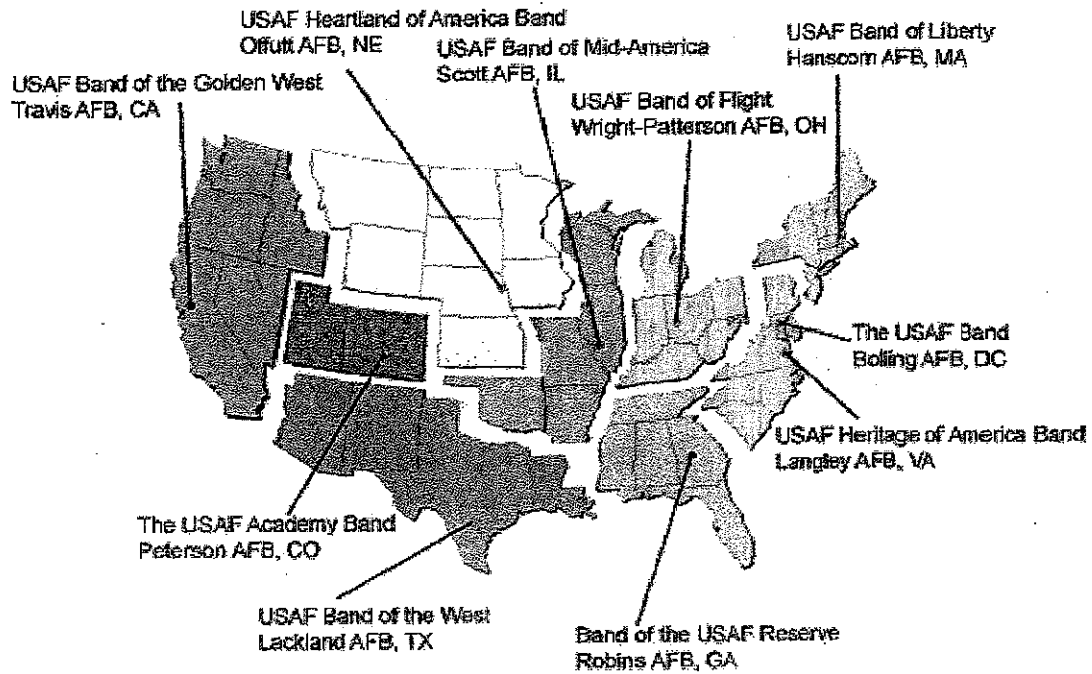 USAF Heartland of America Band
Offutt AFB, NE
USAF Band of Mid-America
Scott AFB, IL
USAF Band of Liberty
Hanscom AFB, MA
USAF Band of the Golden West
Travis AFB, CA
USAF Band of Flight
Wright-Patterson AFB, OH
The USAF Band
Bolling AFB, DC
USAF Heritage of America Band
Langley AFB, VA
The USAF Academy Band
Peterson AFB, CO
USAF Band of the West
Lackland AFB, TX
Band of the USAF Reserve
Robins AFB, GA